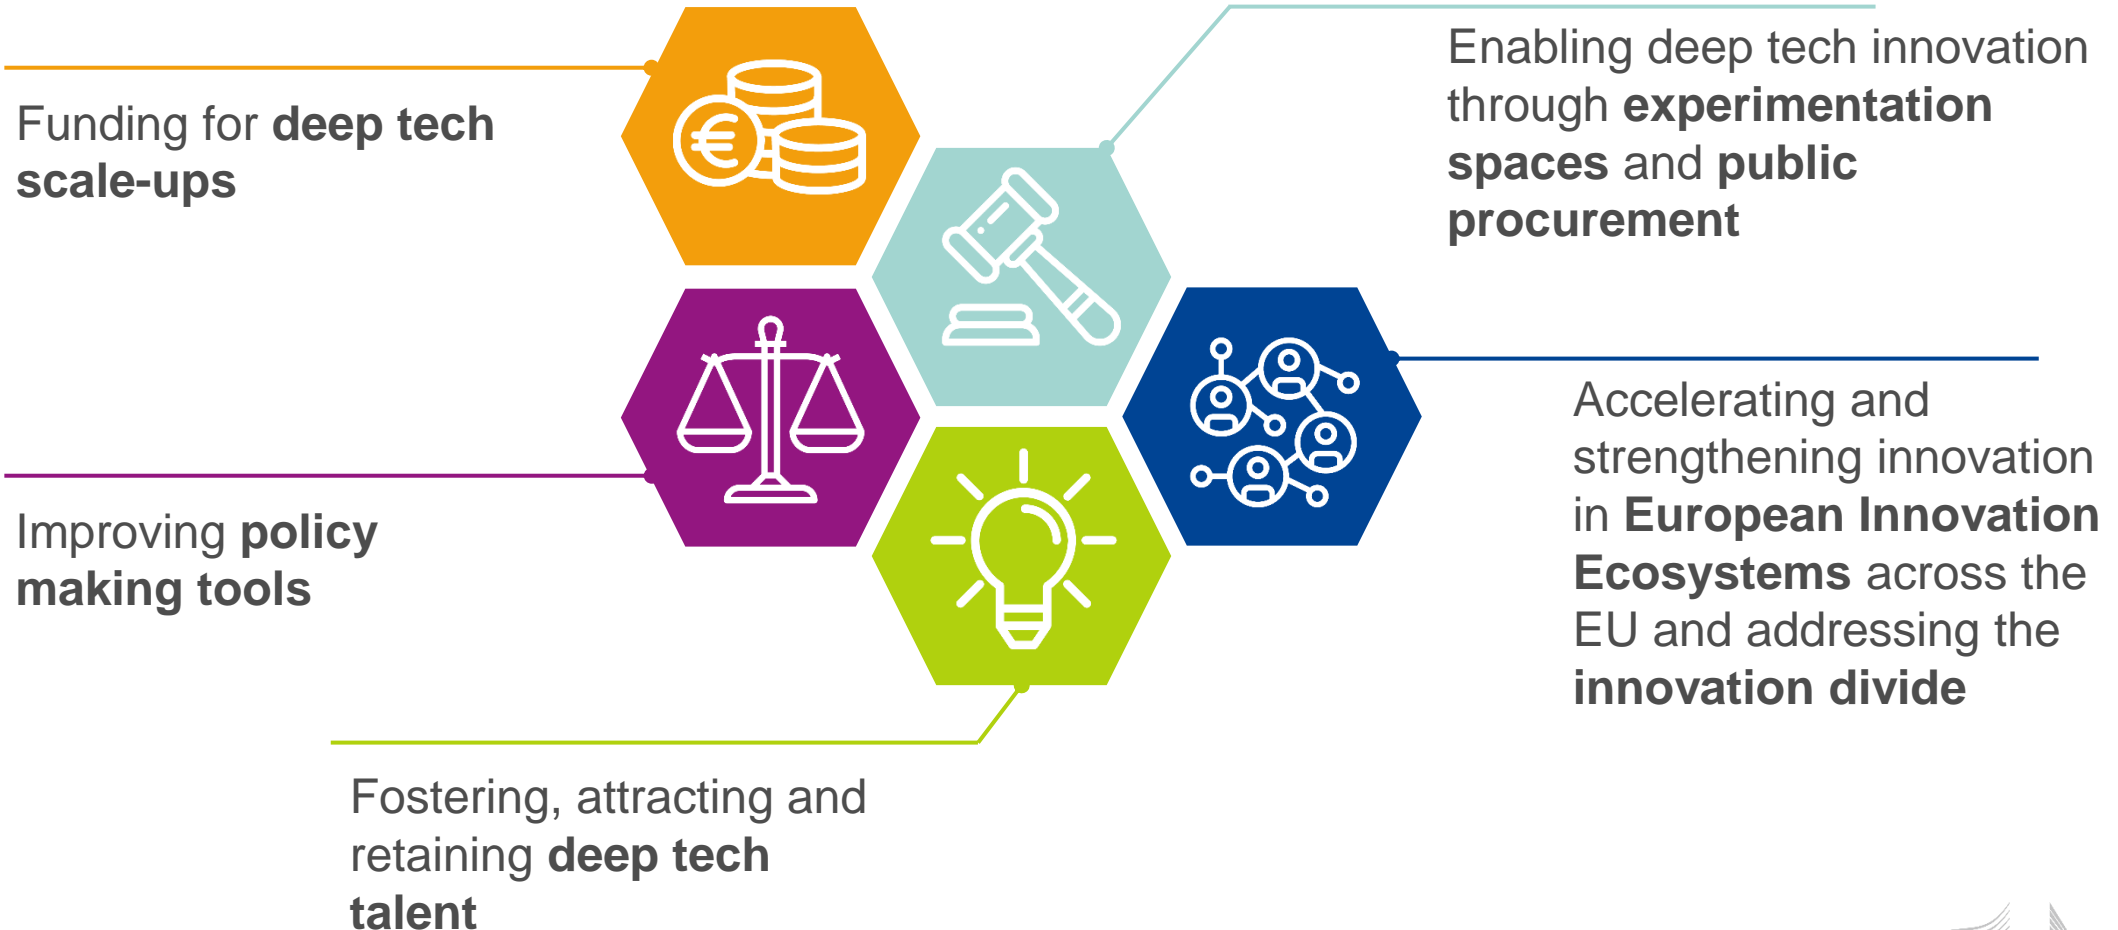 Funding for deep tech
scale-ups
Enabling deep tech innovation
through experimentation
spaces and public
procurement
Improving policy
making tools
Accelerating and
strengthening innovation
in European Innovation
Ecosystems across the
EU and addressing the
innovation divide
Fostering, attracting and
retaining deep tech
talent